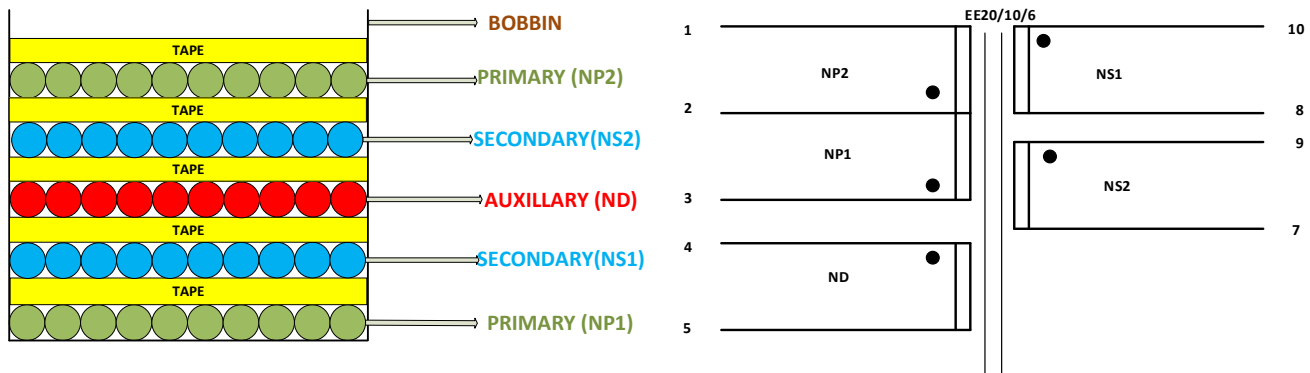 BOBBIN
TAPE
PRIMARY (NP2)
TAPE
SECONDARY(NS2)
TAPE
AUXILLARY (ND)
TAPE
SECONDARY(NS1)
TAPE
PRIMARY (NP1)
EE20/10/6
1
10
NP2
NS1
2
8
9
NP1
NS2
3
7
4
ND
5